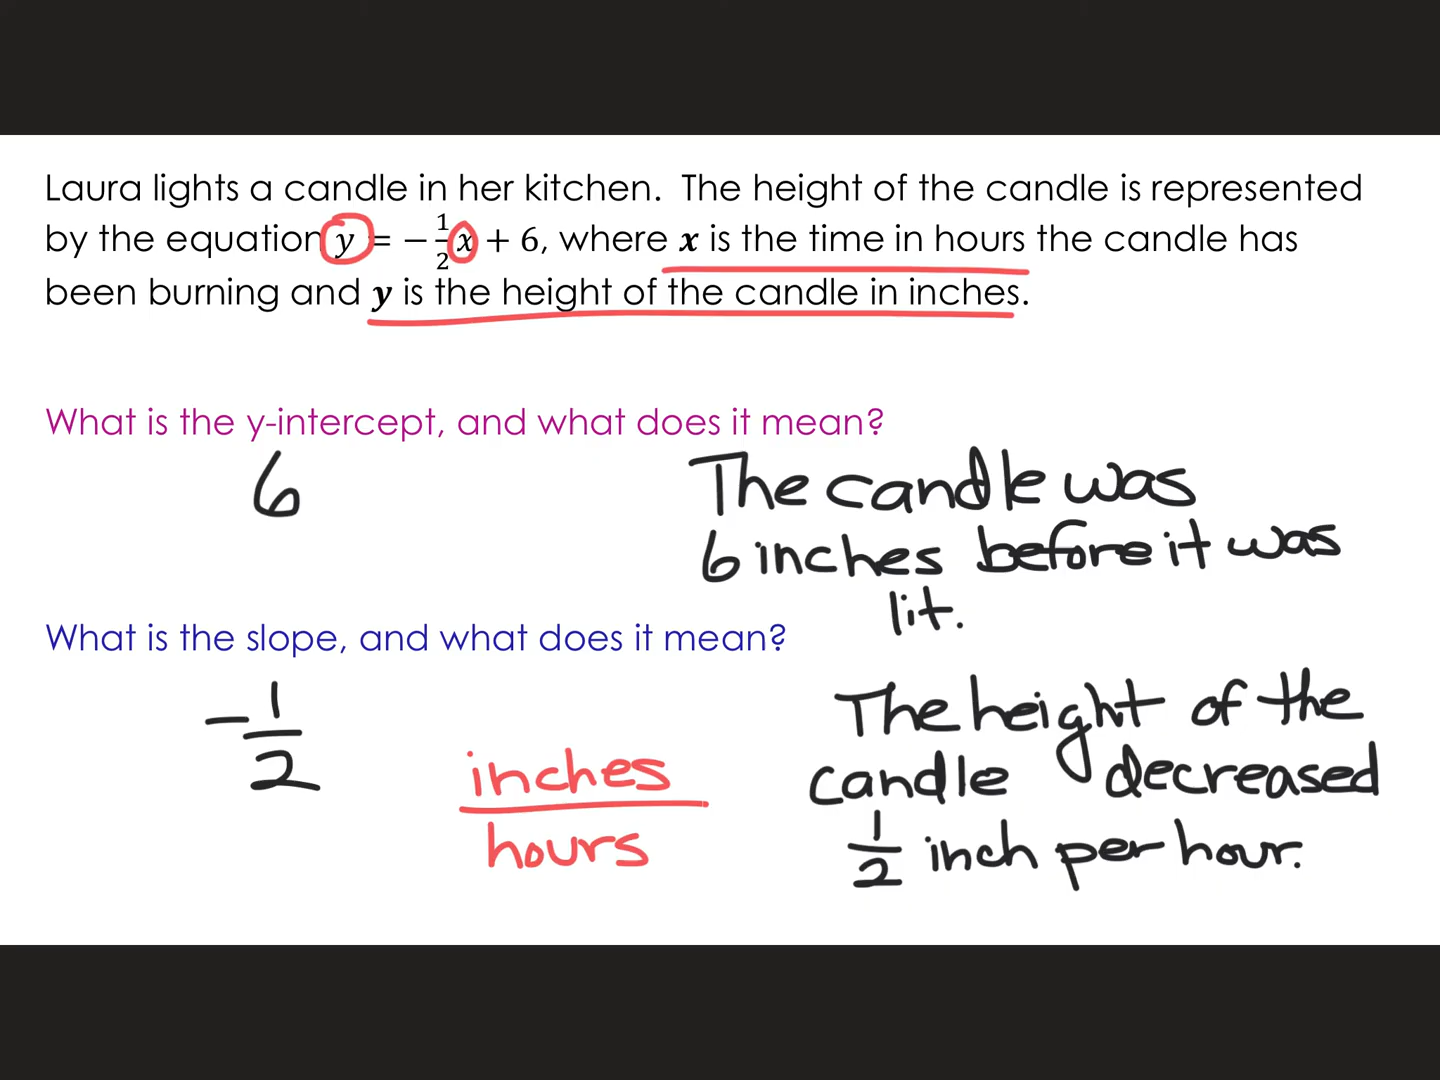 Laura lights a candle in her kitchen. The height of the candle is represented
by the equation y = −1/2x + 6, where x is the time in hours the candle has
been burning and y is the height of the candle in inches.
What is the y-intercept, and what does it mean?
6
The candle was
6 inches before it was
lit.
What is the slope, and what does it mean?
-1/2
inches
hours
The height of the
candle decreased
1/2 inch per hour.